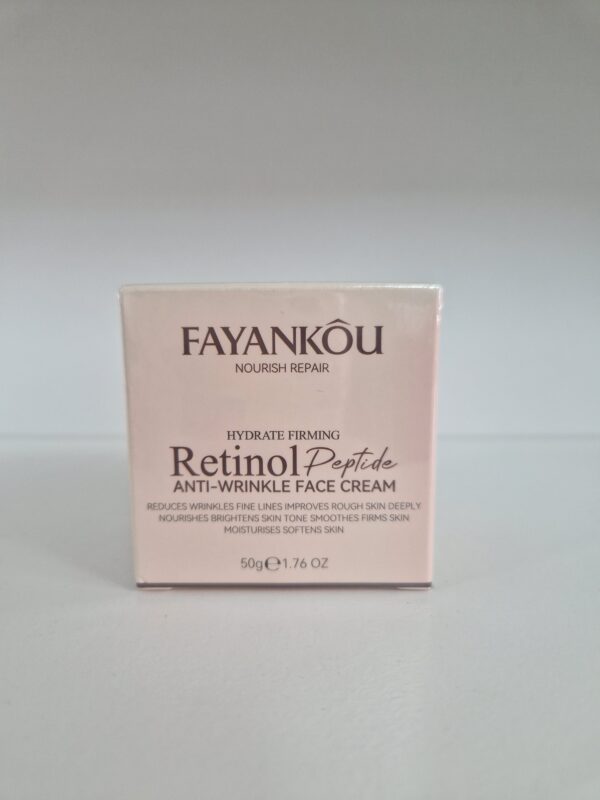 FAYANKÔU
NOURISH REPAIR
HYDRATE FIRMING
Retinol Peptide
ANTI-WRINKLE FACE CREAM
REDUCES WRINKLES FINE LINES IMPROVES ROUGH SKIN DEEPLY
NOURISHES BRIGHTENS SKIN TONE SMOOTHES FIRMS SKIN
MOISTURISES SOFTENS SKIN
50g℮1.76 OZ